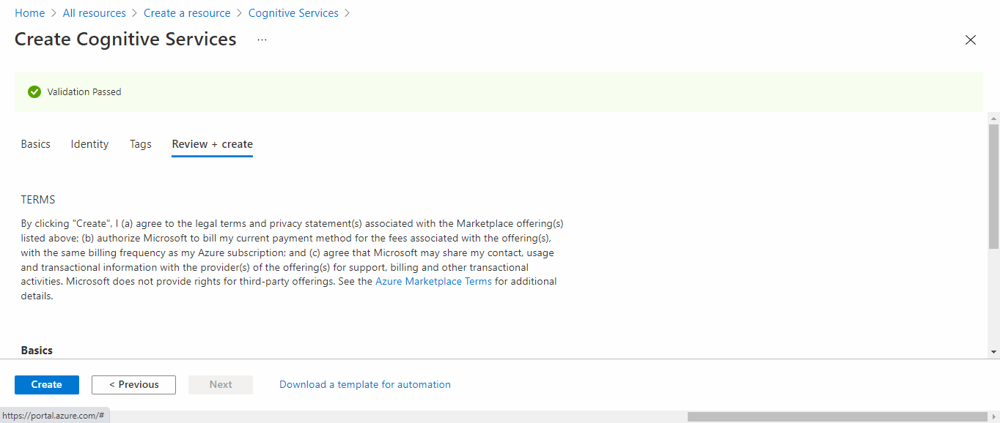 Home > All resources > Create a resource > Cognitive Services >
Create Cognitive Services ...
Validation Passed
Basics Identity Tags Review + create
TERMS
By clicking "Create", I (a) agree to the legal terms and privacy statement(s) associated with the Marketplace offering(s)
listed above; (b) authorize Microsoft to bill my current payment method for the fees associated with the offering(s),
with the same billing frequency as my Azure subscription; and (c) agree that Microsoft may share my contact, usage
and transactional information with the provider(s) of the offering(s) for support, billing and other transactional
activities. Microsoft does not provide rights for third-party offerings. See the Azure Marketplace Terms for additional
details.
Basics
Create < Previous Next Download a template for automation
https://portal.azure.com/#